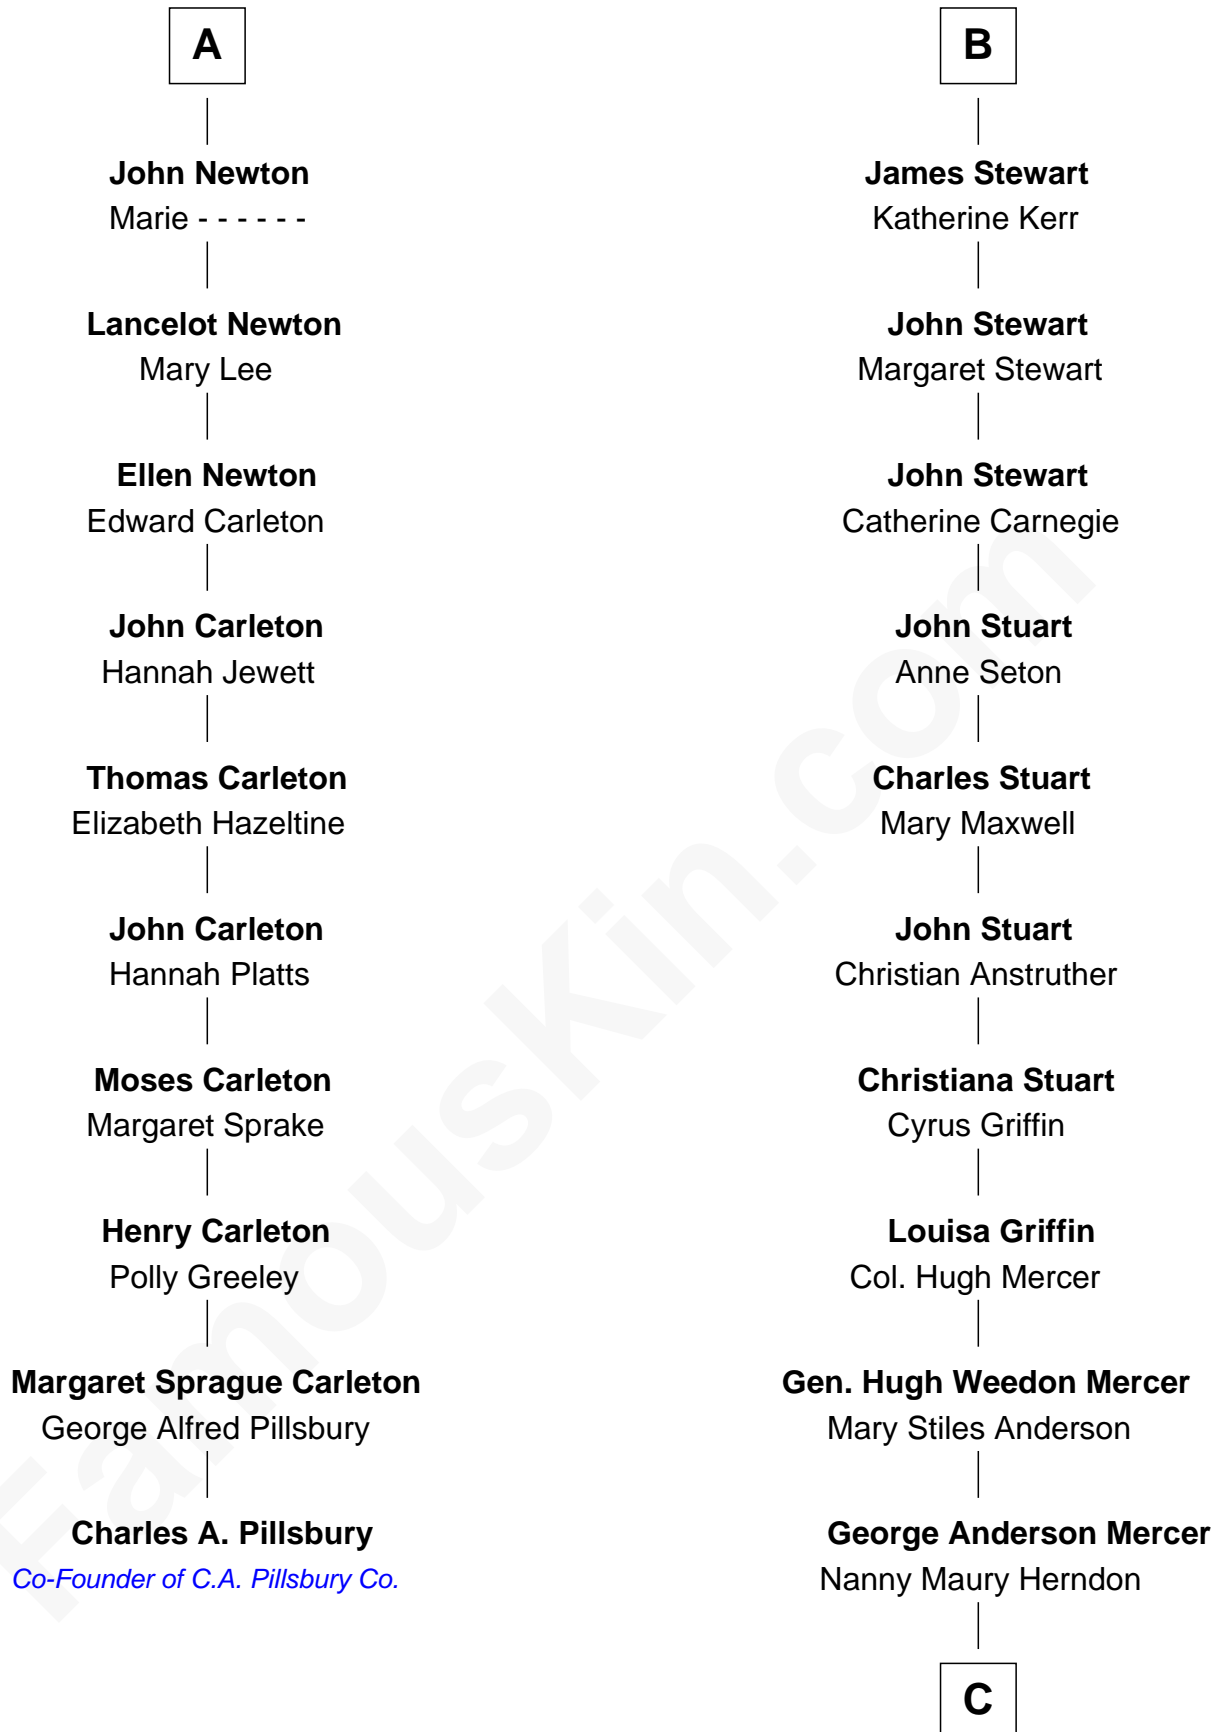 A
John Newton
Marie - - - - - -
Lancelot Newton
Mary Lee
Ellen Newton
Edward Carleton
John Carleton
Hannah Jewett
Thomas Carleton
Elizabeth Hazeltine
John Carleton
Hannah Platts
Moses Carleton
Margaret Sprake
Henry Carleton
Polly Greeley
Margaret Sprague Carleton
George Alfred Pillsbury
Charles A. Pillsbury
Co-Founder of C.A. Pillsbury Co.
B
James Stewart
Katherine Kerr
John Stewart
Margaret Stewart
John Stewart
Catherine Carnegie
John Stuart
Anne Seton
Charles Stuart
Mary Maxwell
John Stuart
Christian Anstruther
Christiana Stuart
Cyrus Griffin
Louisa Griffin
Col. Hugh Mercer
Gen. Hugh Weedon Mercer
Mary Stiles Anderson
George Anderson Mercer
Nanny Maury Herndon
C
FamousKin.com